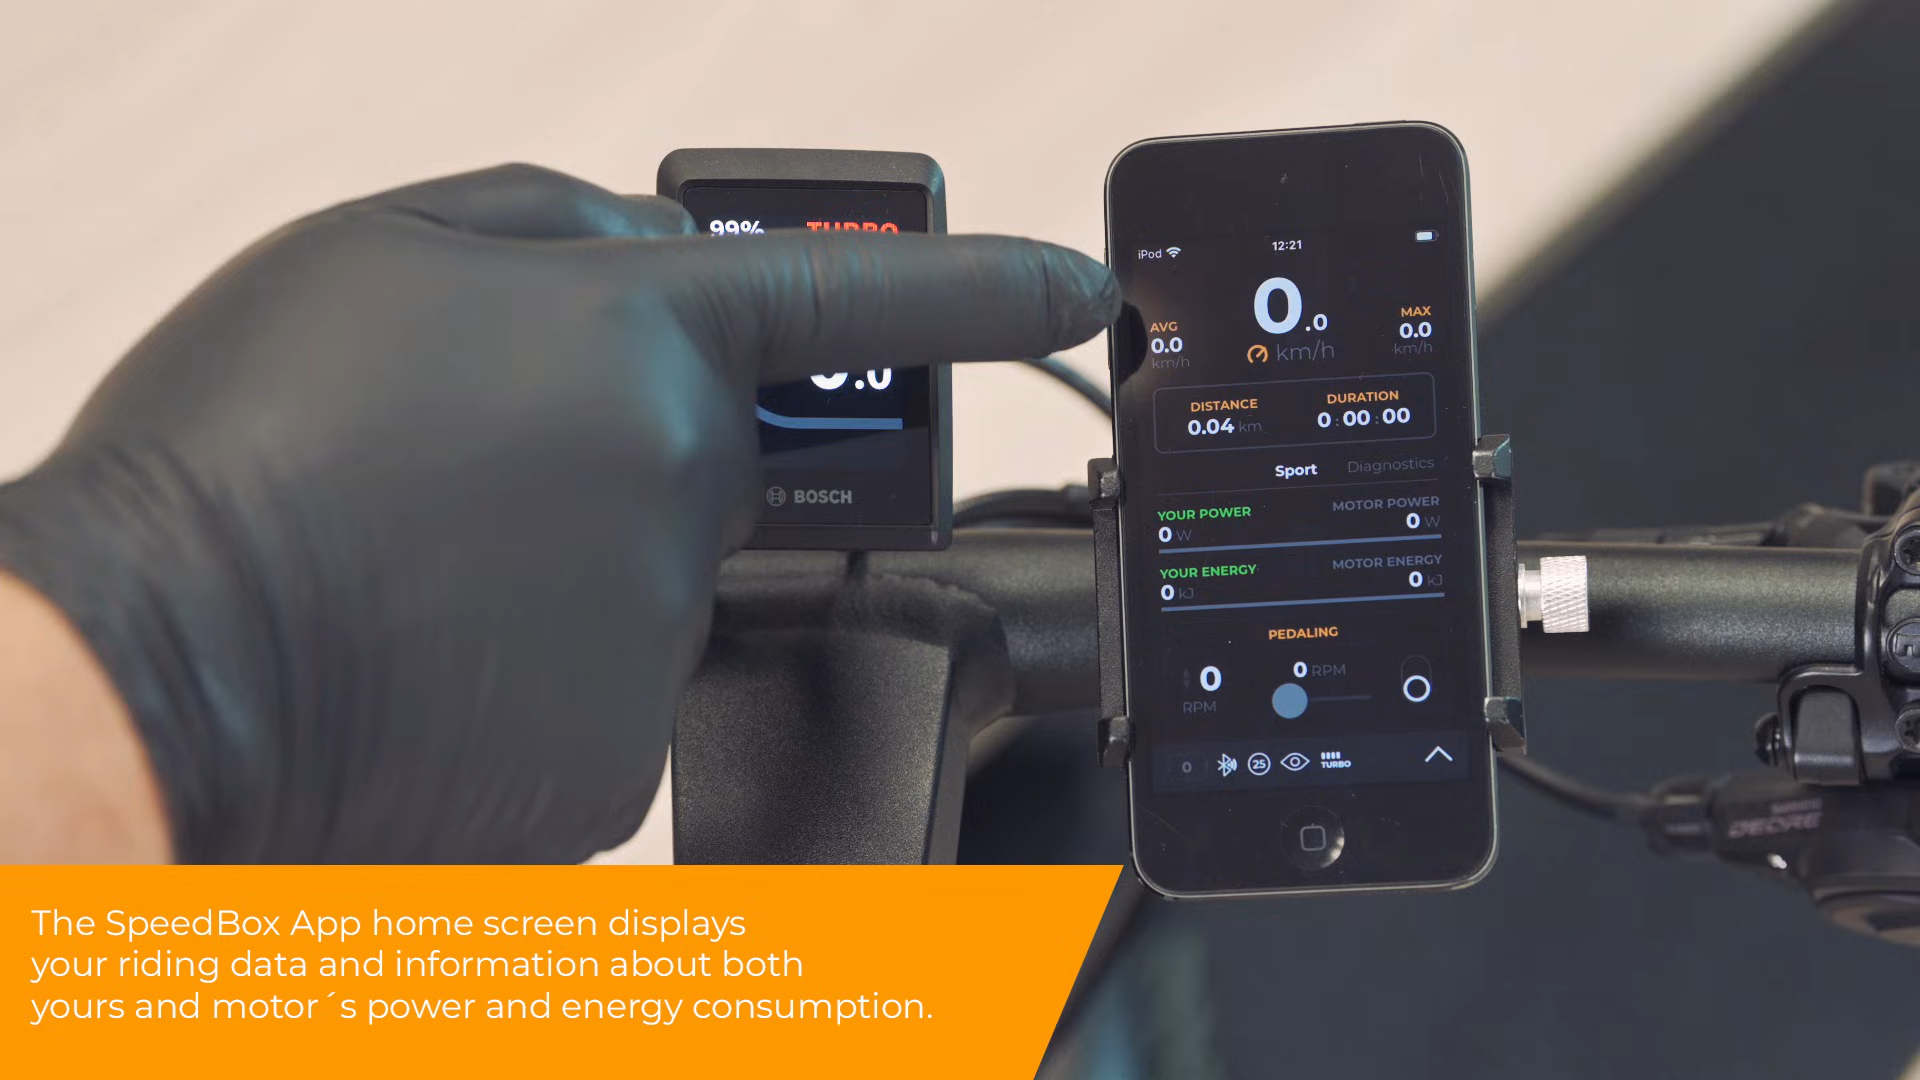 99% TURBO
.0
BOSCH
iPod 12:21
0.0
km/h
AVG
0.0
km/h
MAX
0.0
km/h
DISTANCE
0.04 km
DURATION
0:00:00
Sport Diagnostics
YOUR POWER
0 W
MOTOR POWER
0 W
YOUR ENERGY
0 kJ
MOTOR ENERGY
0 kJ
PEDALING
0
RPM
0 RPM
0 25 TURBO
DEORE
The SpeedBox App home screen displays
your riding data and information about both
yours and motor´s power and energy consumption.